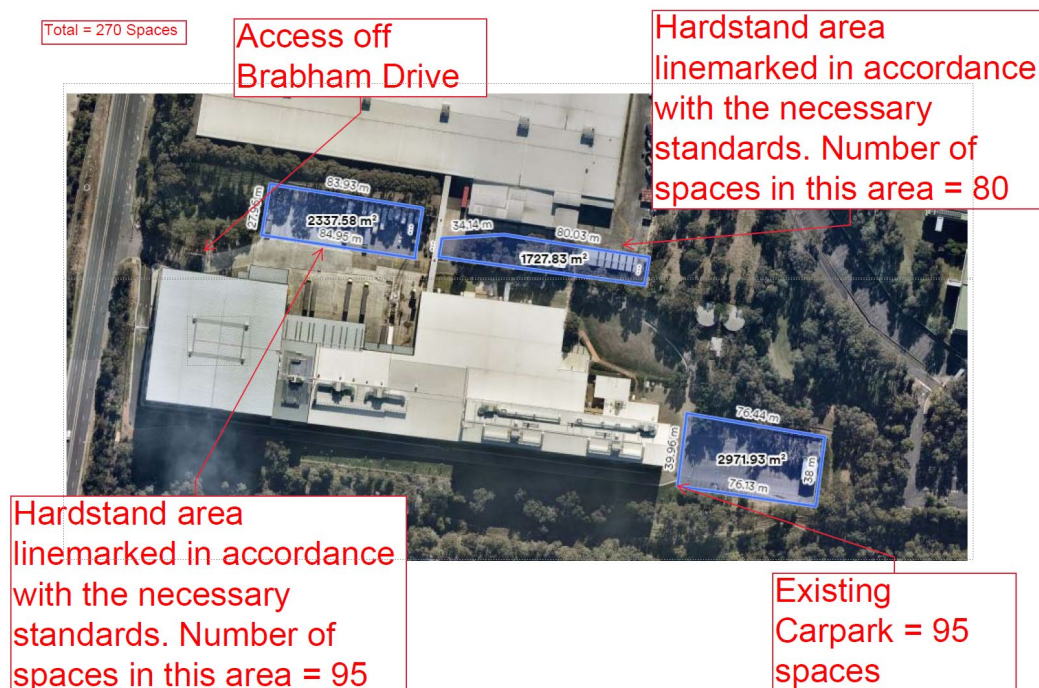 Total = 270 Spaces
Access off
Brabham Drive
Hardstand area
linemarked in accordance
with the necessary
standards. Number of
spaces in this area = 80
83.93 m
27.96 m
2337.58 m²
84.95 m
34.14 m
80.03 m
1727.83 m²
76.44 m
39.96 m
2971.93 m²
38 m
76.13 m
Hardstand area
linemarked in accordance
with the necessary
standards. Number of
spaces in this area = 95
Existing
Carpark = 95
spaces